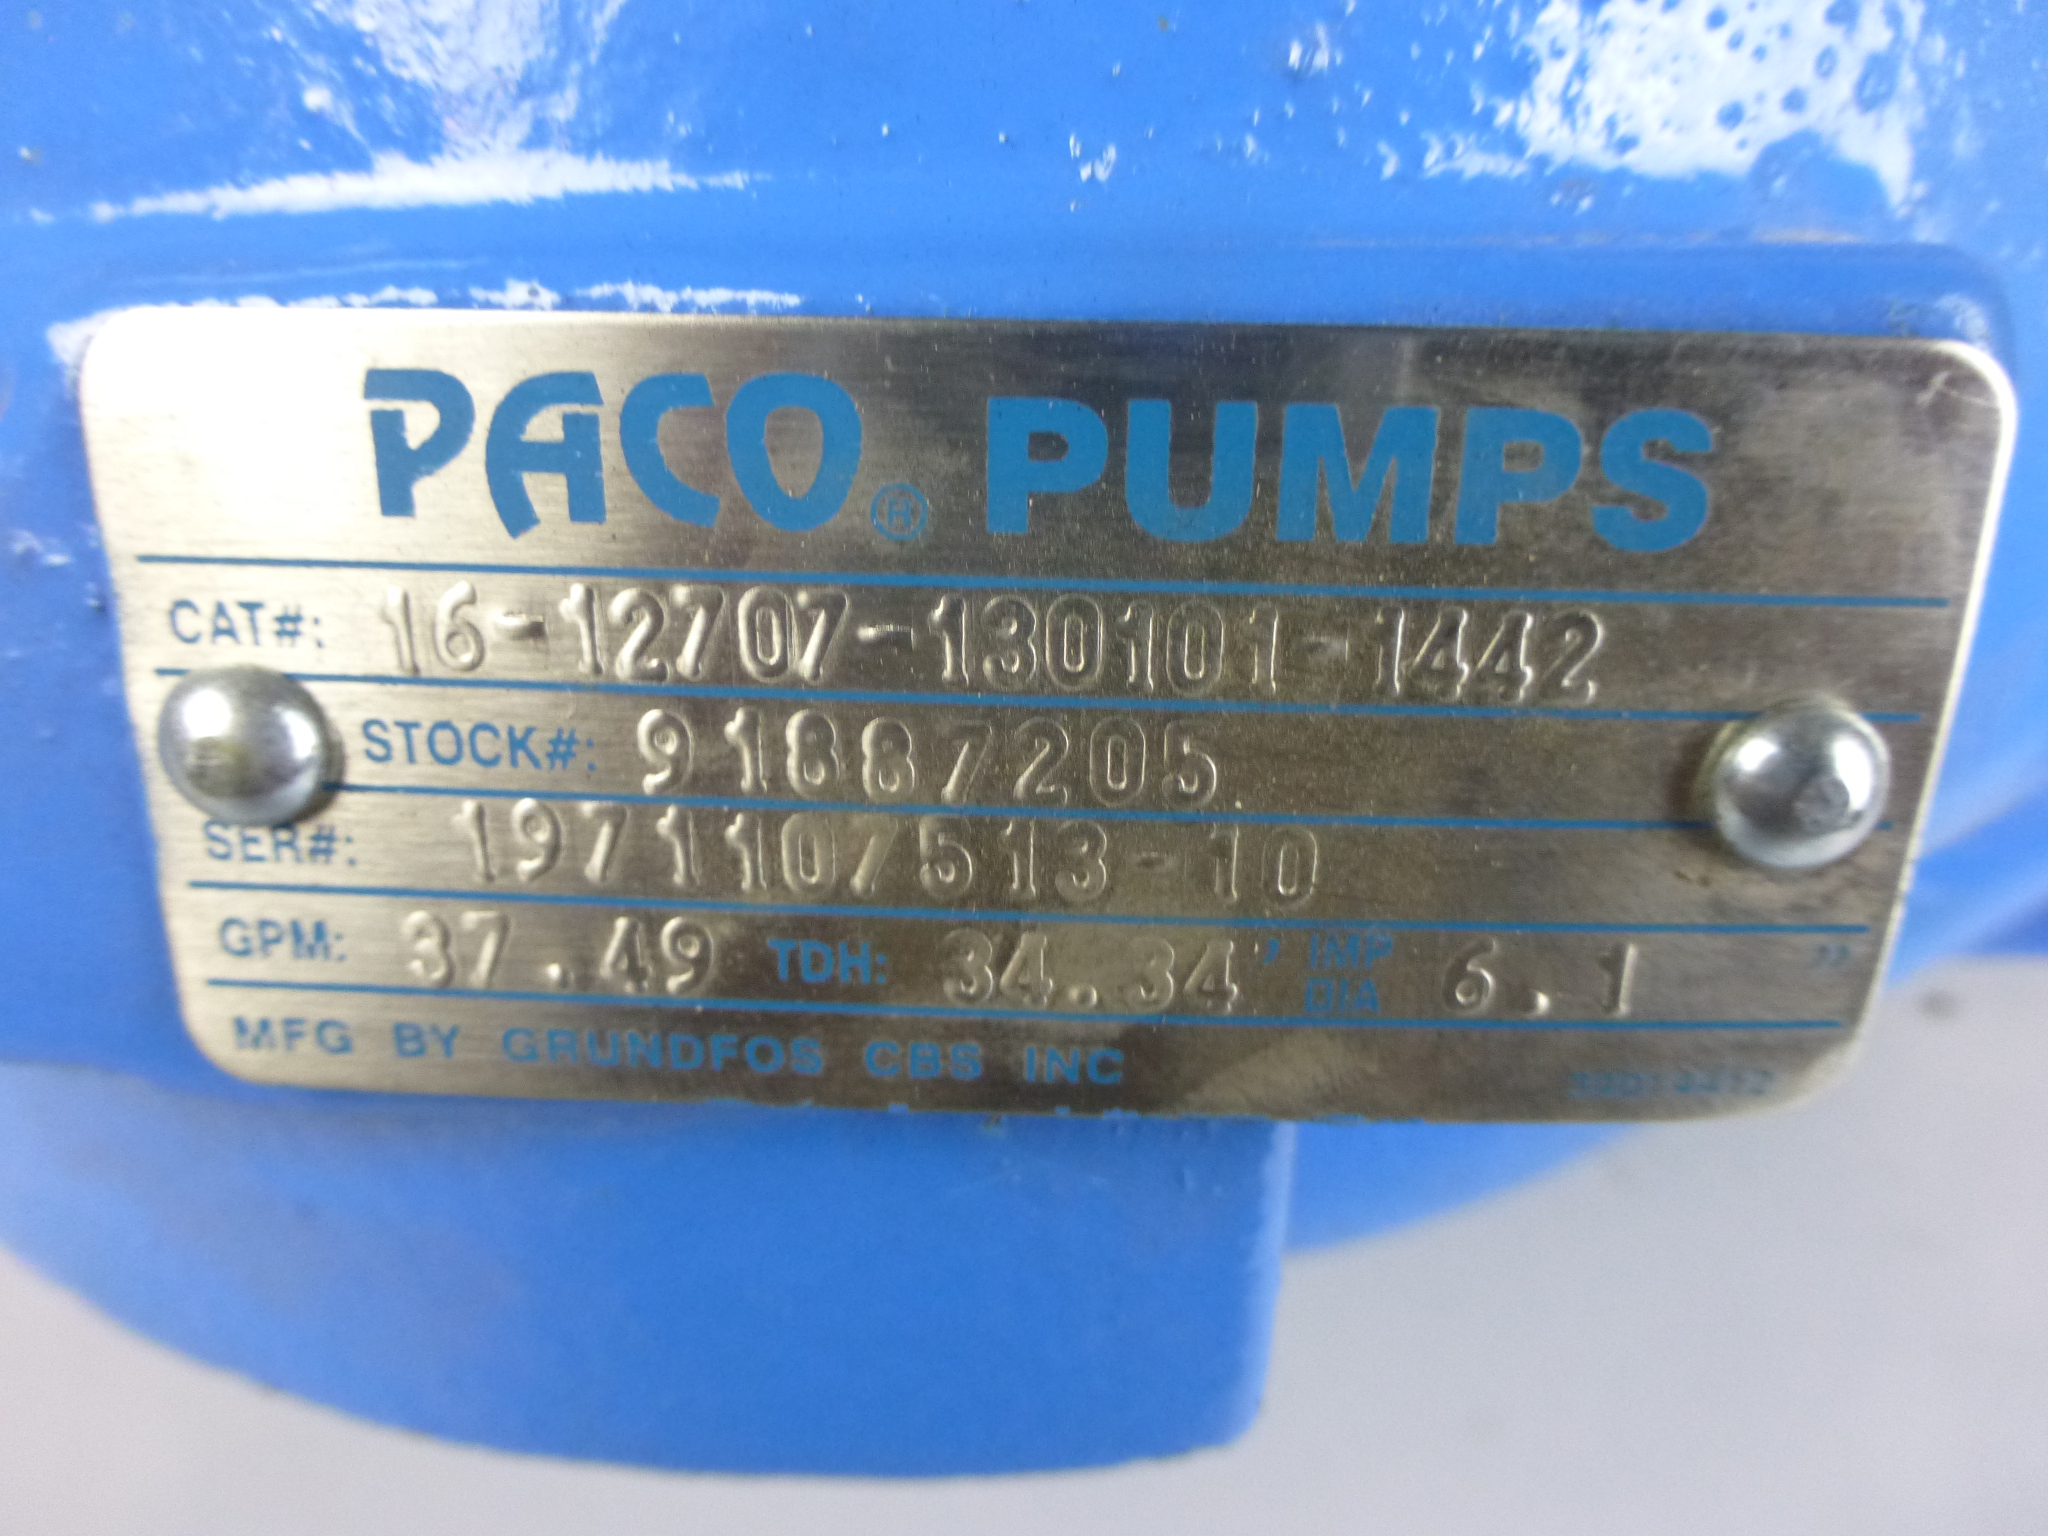 PACO® PUMPS
CAT#: 16-12707-130101-1442
STOCK#: 91887205
SER#: 1971107513-10
GPM: 37.49 TDH: 34.34' IMP DIA 6.1 "
MFG BY GRUNDFOS CBS INC